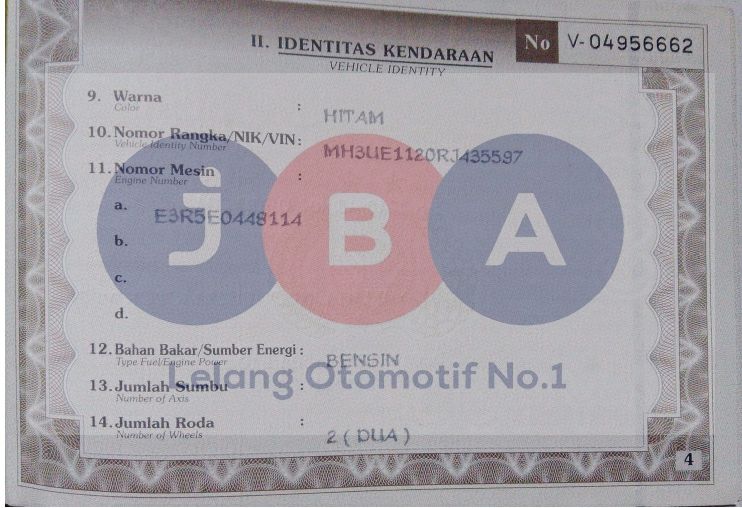 II. IDENTITAS KENDARAAN
VEHICLE IDENTITY
No V-04956662
9. Warna : HITAM
Color
10. Nomor Rangka/NIK/VIN : MH3UE1120RJ435597
Vehicle Identity Number
11. Nomor Mesin :
Engine Number
a. E3R5E0448114
b.
c.
d.
12. Bahan Bakar/Sumber Energi : BENSIN
Type Fuel/Engine Power
13. Jumlah Sumbu :
Number of Axis
14. Jumlah Roda : 2 ( DUA )
Number of Wheels
4
j B A
Lelang Otomotif No.1